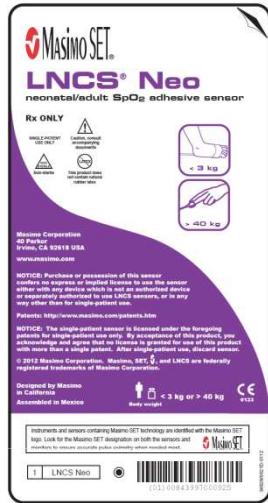 Masimo SET®
LNCS® Neo
neonatal/adult SpO2 adhesive sensor
Rx ONLY
SINGLE-PATIENT
USE ONLY
Caution, consult
accompanying
documents
Non-sterile
This product does
not contain natural
rubber latex
< 3 kg
> 40 kg
Masimo Corporation
40 Parker
Irvine, CA 92618 USA
www.masimo.com
NOTICE: Purchase or possession of this sensor
confers no express or implied license to use the sensor
either with any device which is not an authorized device
or separately authorized to use LNCS sensors, or in any
way other than for single-patient use.
Patents: http://www.masimo.com/patents.htm
NOTICE: The single-patient sensor is licensed under the foregoing
patents for single-patient use only. By acceptance of this product, you
acknowledge and agree that no license is granted for use of this product
with more than a single patent. After single-patient use, discard sensor.
© 2012 Masimo Corporation. Masimo, SET, and LNCS are federally
registered trademarks of Masimo Corporation.
Designed by Masimo
in California
Assembled in Mexico
Body weight
< 3 kg or > 40 kg
CE
0123
Instruments and sensors containing Masimo SET technology are identified with the Masimo SET
logo. Look for the Masimo SET designation on both the sensors and
monitors to ensure accurate pulse oximetry when needed most.
Masimo SET
1 LNCS Neo
(01)00843997000925